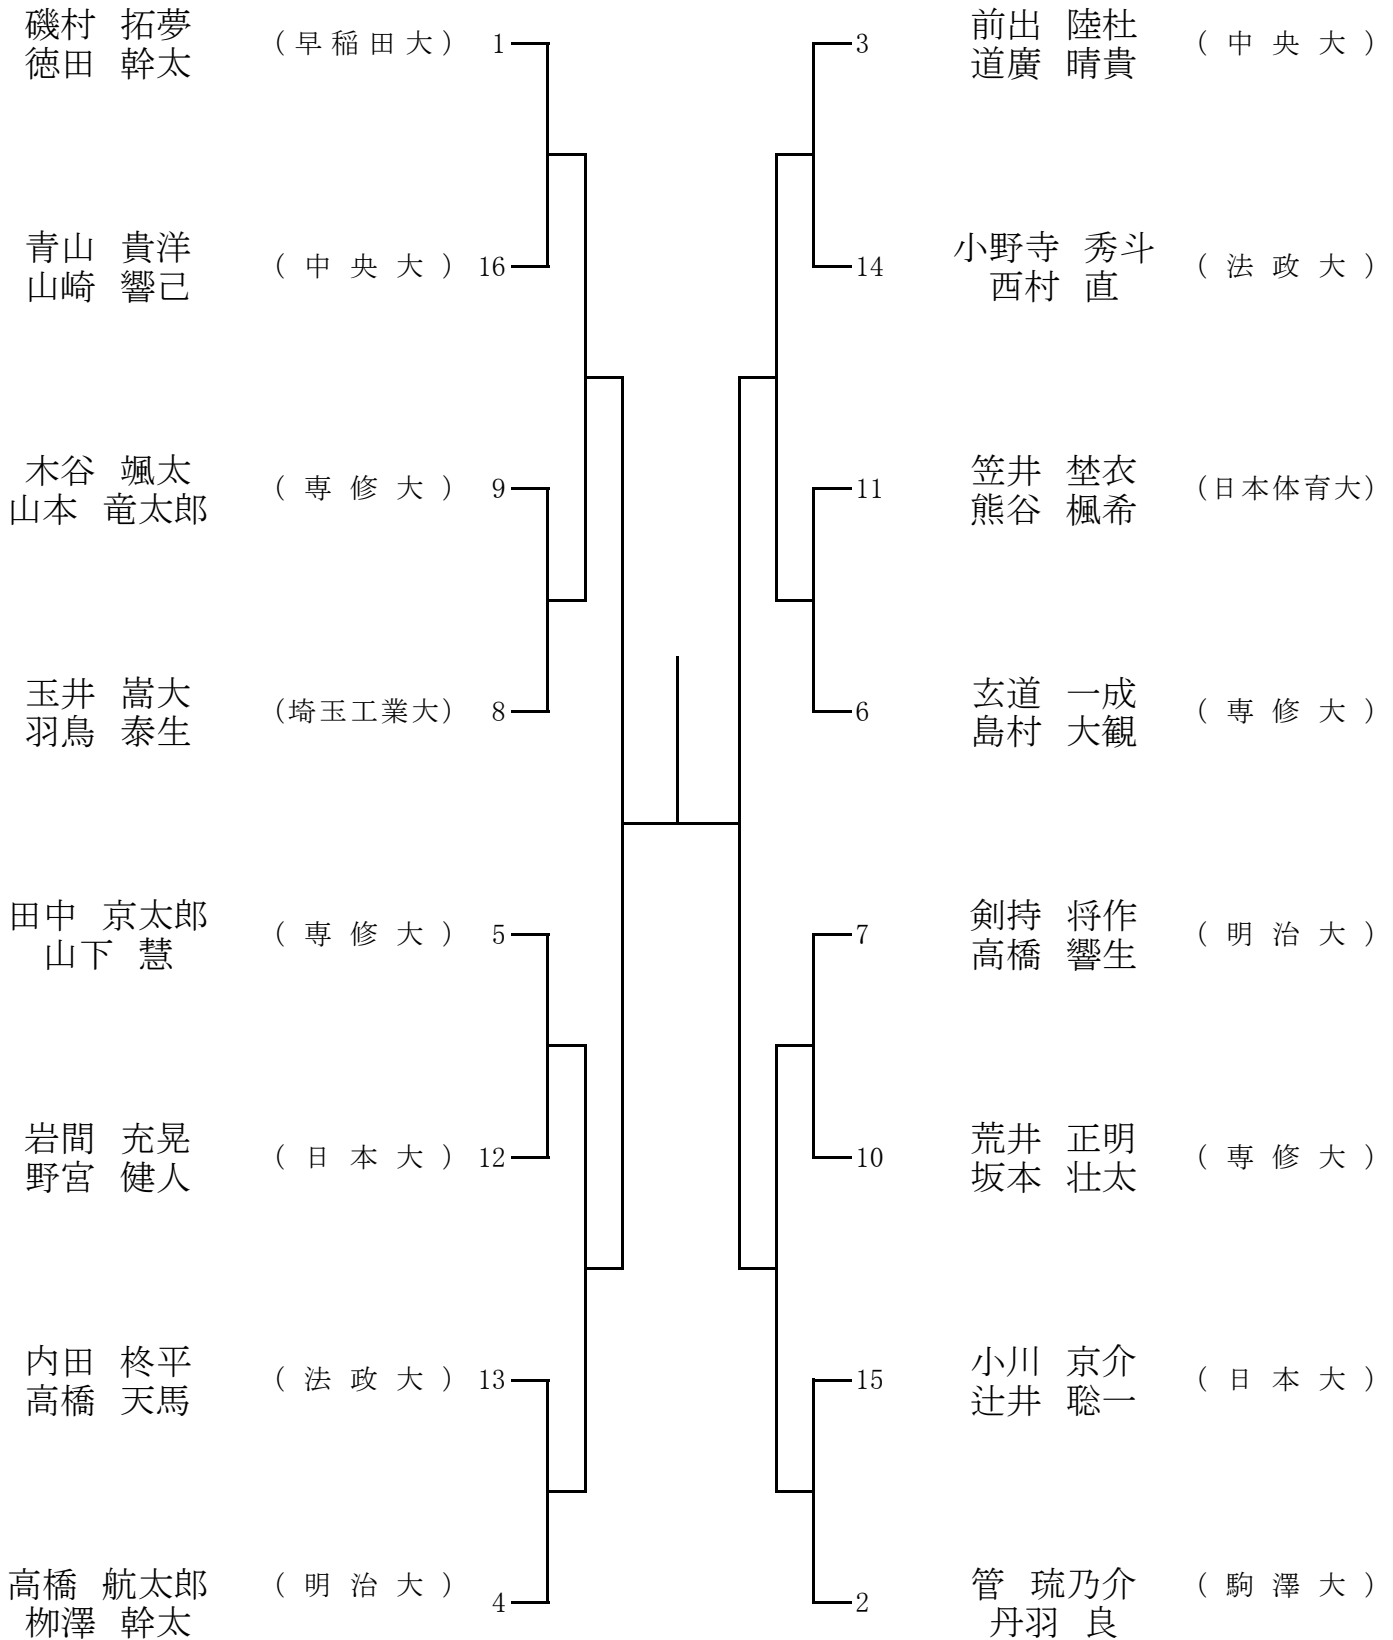 磯村 拓夢
徳田 幹太
(早稲田大) 1
青山 貴洋
山崎 響己
(中央大) 16
木谷 颯太
山本 竜太郎
(専修大) 9
玉井 嵩大
羽鳥 泰生
(埼玉工業大) 8
田中 京太郎
山下 慧
(専修大) 5
岩間 充晃
野宮 健人
(日本大) 12
内田 柊平
高橋 天馬
(法政大) 13
高橋 航太郎
栁澤 幹太
(明治大) 4
3 前出 陸杜
道廣 晴貴
(中央大)
14 小野寺 秀斗
西村 直
(法政大)
11 笠井 埜衣
熊谷 楓希
(日本体育大)
6 玄道 一成
島村 大観
(専修大)
7 剣持 将作
高橋 響生
(明治大)
10 荒井 正明
坂本 壮太
(専修大)
15 小川 京介
辻井 聡一
(日本大)
2 管 琉乃介
丹羽 良
(駒澤大)